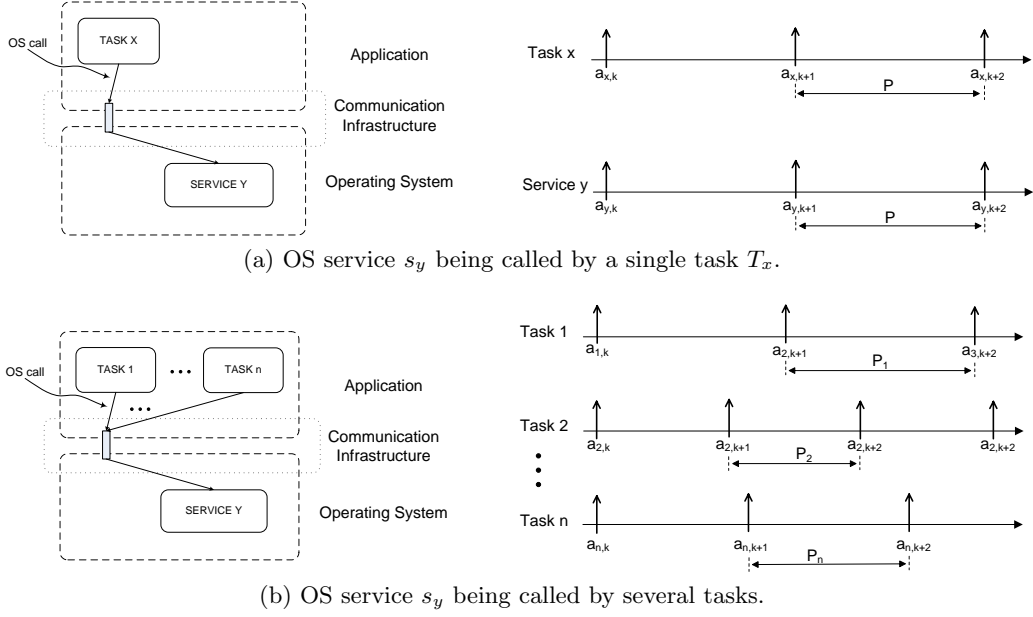 OS call
TASK X
Application
Communication
Infrastructure
SERVICE Y
Operating System
Task x
a_{x,k}
a_{x,k+1}
a_{x,k+2}
P
Service y
a_{y,k}
a_{y,k+1}
a_{y,k+2}
P
(a) OS service s_y being called by a single task T_x.
OS call
TASK 1
•••
TASK n
•••
Application
Communication
Infrastructure
SERVICE Y
Operating System
Task 1
a_{1,k}
a_{2,k+1}
a_{3,k+2}
P_1
Task 2
a_{2,k}
a_{2,k+1}
a_{2,k+2}
a_{2,k+2}
P_2
Task n
a_{n,k}
a_{n,k+1}
a_{n,k+2}
P_n
(b) OS service s_y being called by several tasks.